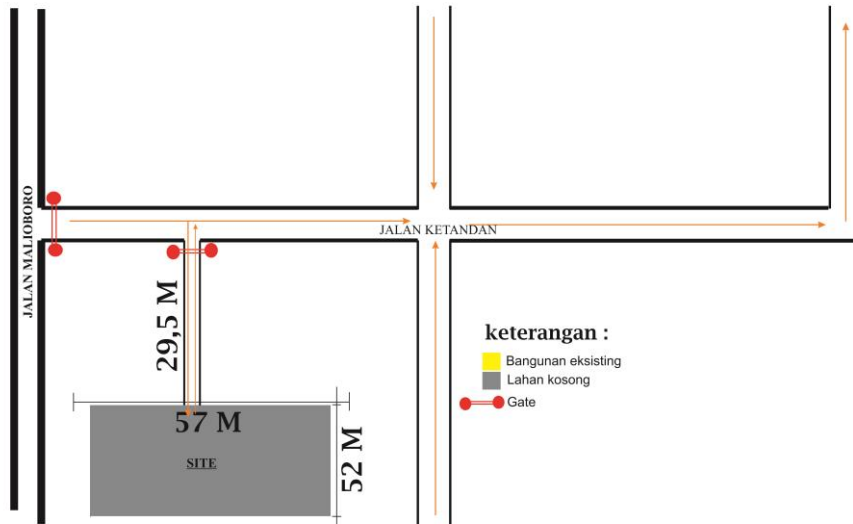 JALAN MALIOBORO
JALAN KETANDAN
29,5 M
57 M
SITE
52 M
keterangan :
Bangunan eksisting
Lahan kosong
Gate